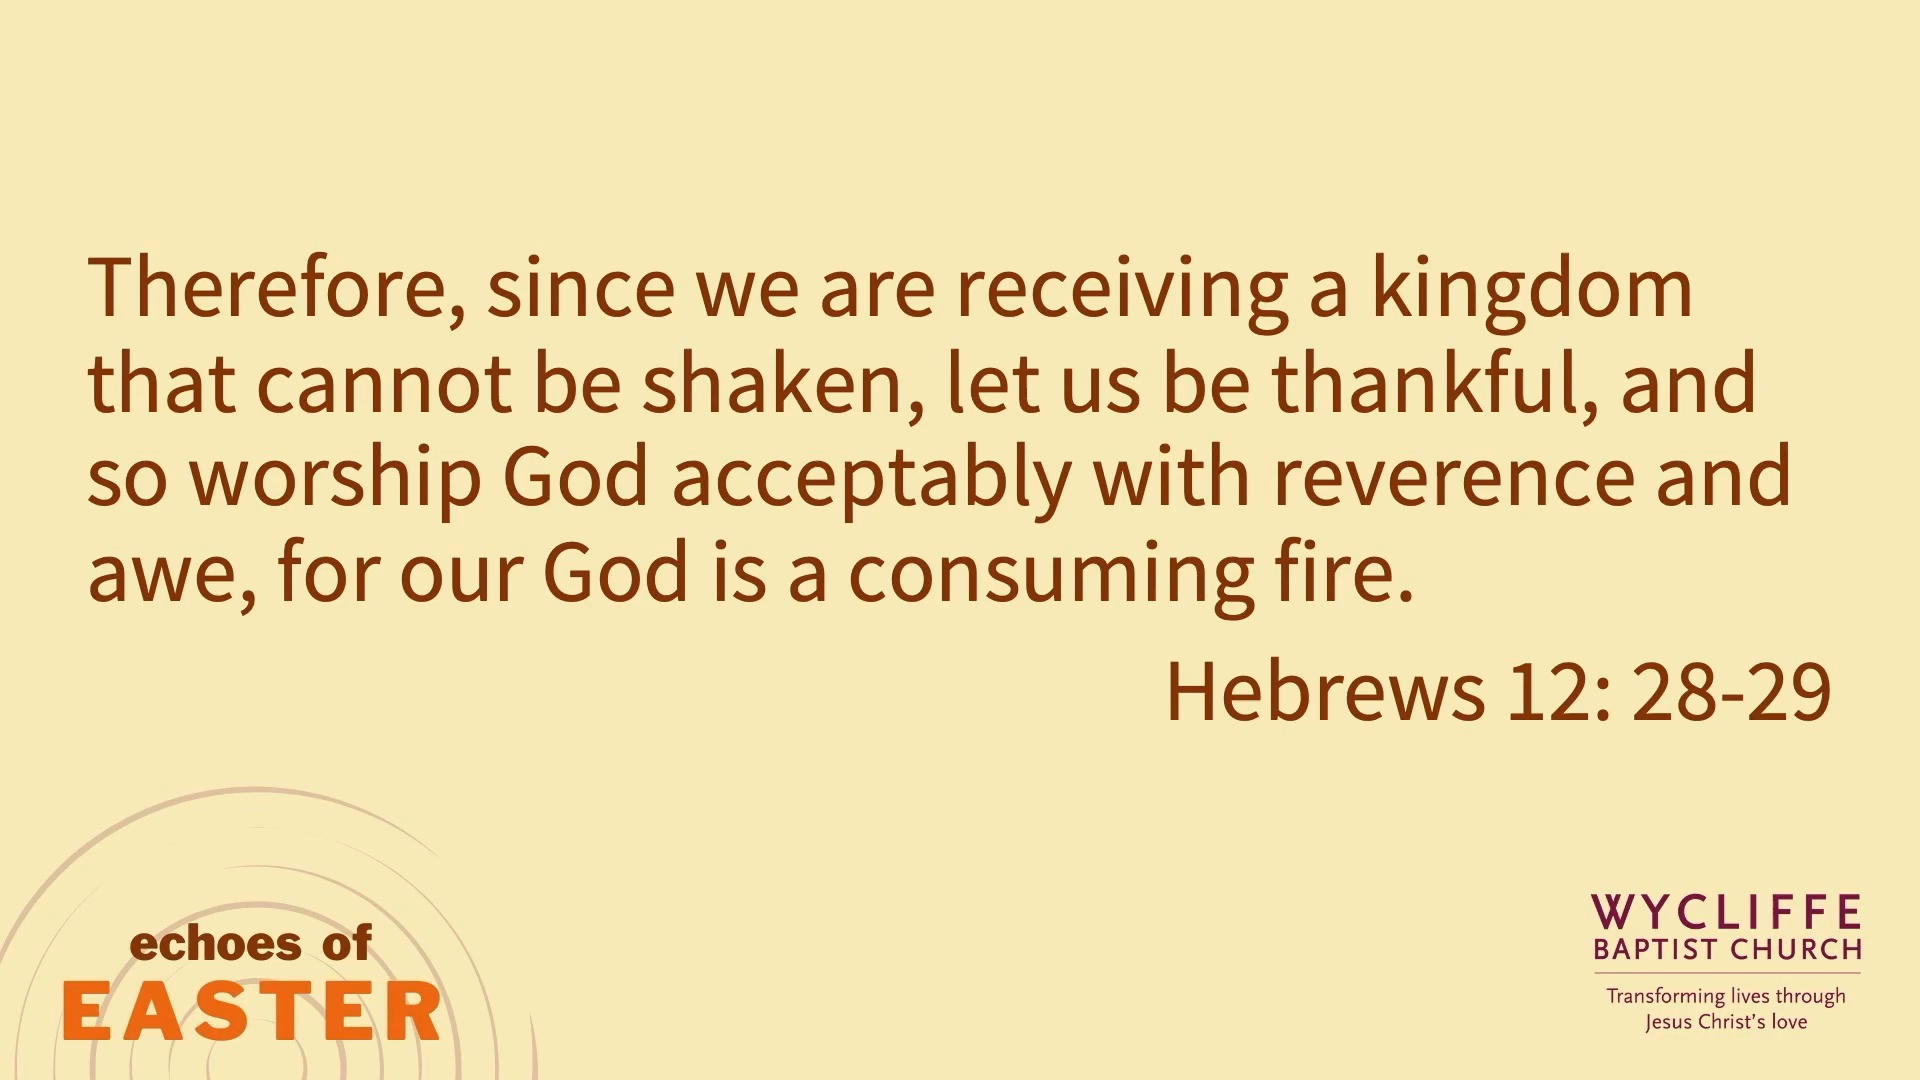 Therefore, since we are receiving a kingdom
that cannot be shaken, let us be thankful, and
so worship God acceptably with reverence and
awe, for our God is a consuming fire.
Hebrews 12: 28-29
echoes of
EASTER
WYCLIFFE
BAPTIST CHURCH
Transforming lives through
Jesus Christ's love